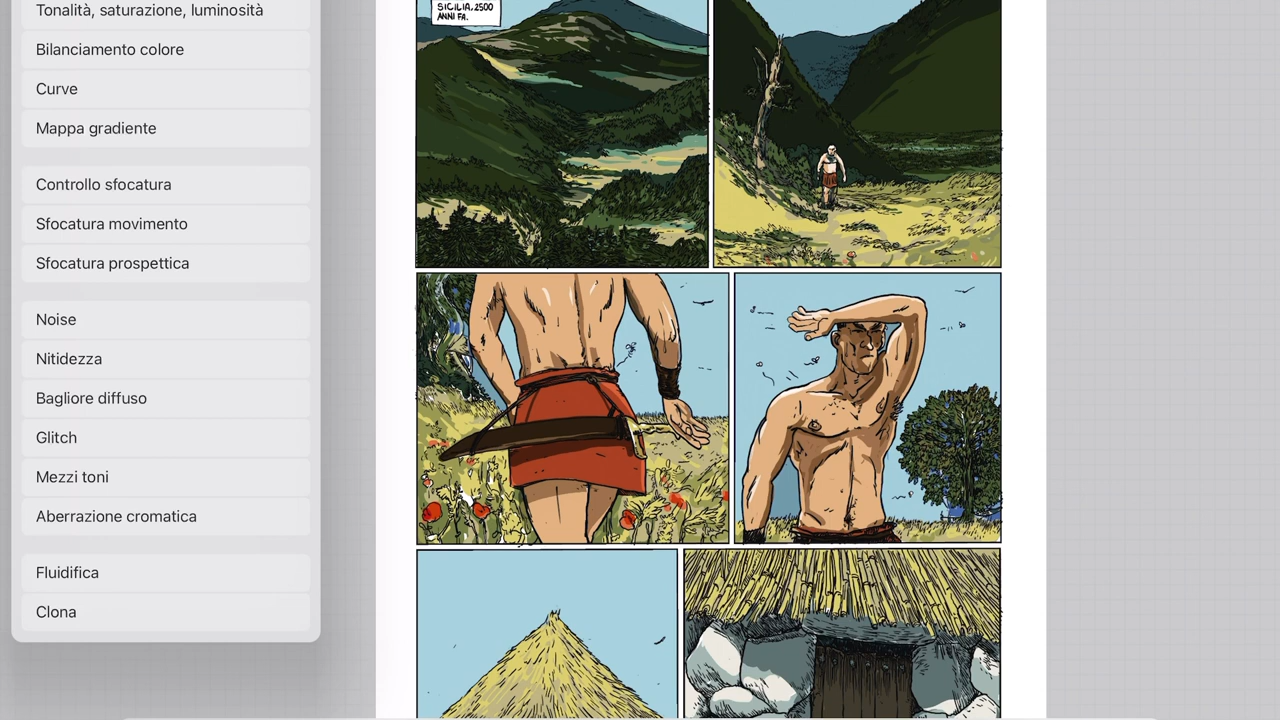 Tonalità, saturazione, luminosità
Bilanciamento colore
Curve
Mappa gradiente
Controllo sfocatura
Sfocatura movimento
Sfocatura prospettica
Noise
Nitidezza
Bagliore diffuso
Glitch
Mezzi toni
Aberrazione cromatica
Fluidifica
Clona
SICILIA, 2500
ANNI FA.